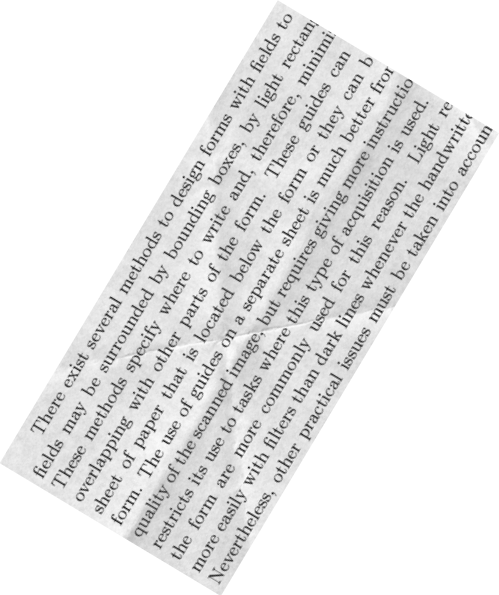 There exist several methods to design forms with fields to
fields may be surrounded by bounding boxes, by light rectan
These methods specify where to write and, therefore, minimi
overlapping with other parts of the form. These guides can
sheet of paper that is located below the form or they can b
form. The use of guides on a separate sheet is much better fro
quality of the scanned image, but requires giving more instructio
restricts its use to tasks where this type of acquisition is used.
the form are more commonly used for this reason. Light re
more easily with filters than dark lines whenever the handwritte
Nevertheless, other practical issues must be taken into accoun